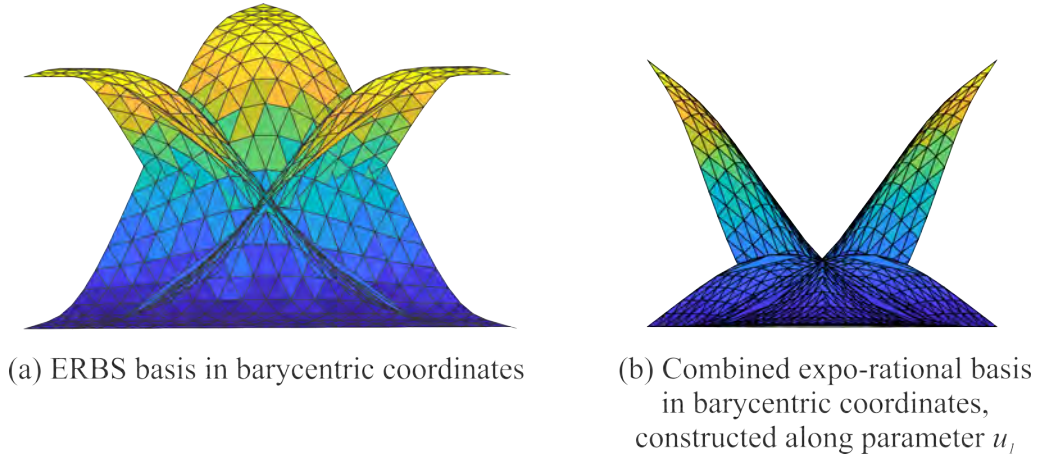 (a) ERBS basis in barycentric coordinates
(b) Combined expo-rational basis
in barycentric coordinates,
constructed along parameter u₁